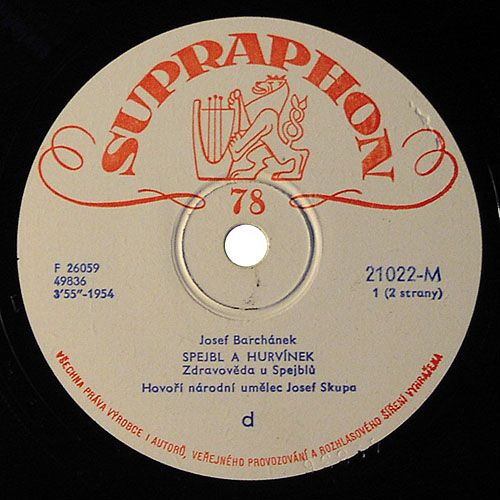 SUPRAPHON
78
F 26059
49836
3'55"-1954
21022-M
1 (2 strany)
Josef Barchánek
SPEJBL A HURVÍNEK
Zdravověda u Spejblů
Hovoří národní umělec Josef Skupa
d
VŠECHNA PRÁVA VÝROBCE I AUTORŮ, VEŘEJNÉHO PROVOZOVÁNÍ A ROZHLASOVÉHO ŠÍŘENÍ VYHRAŽENA